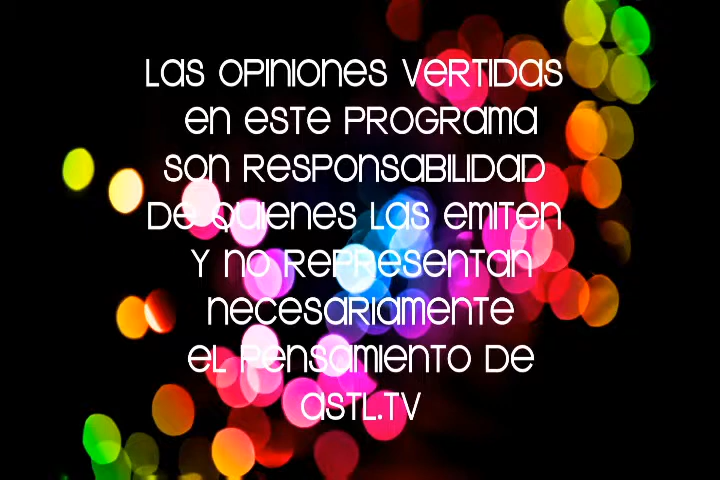 Las opiniones vertidas
en este programa
son responsabilidad
de quienes las emiten
y no representan
necesariamente
el pensamiento de
astl.tv